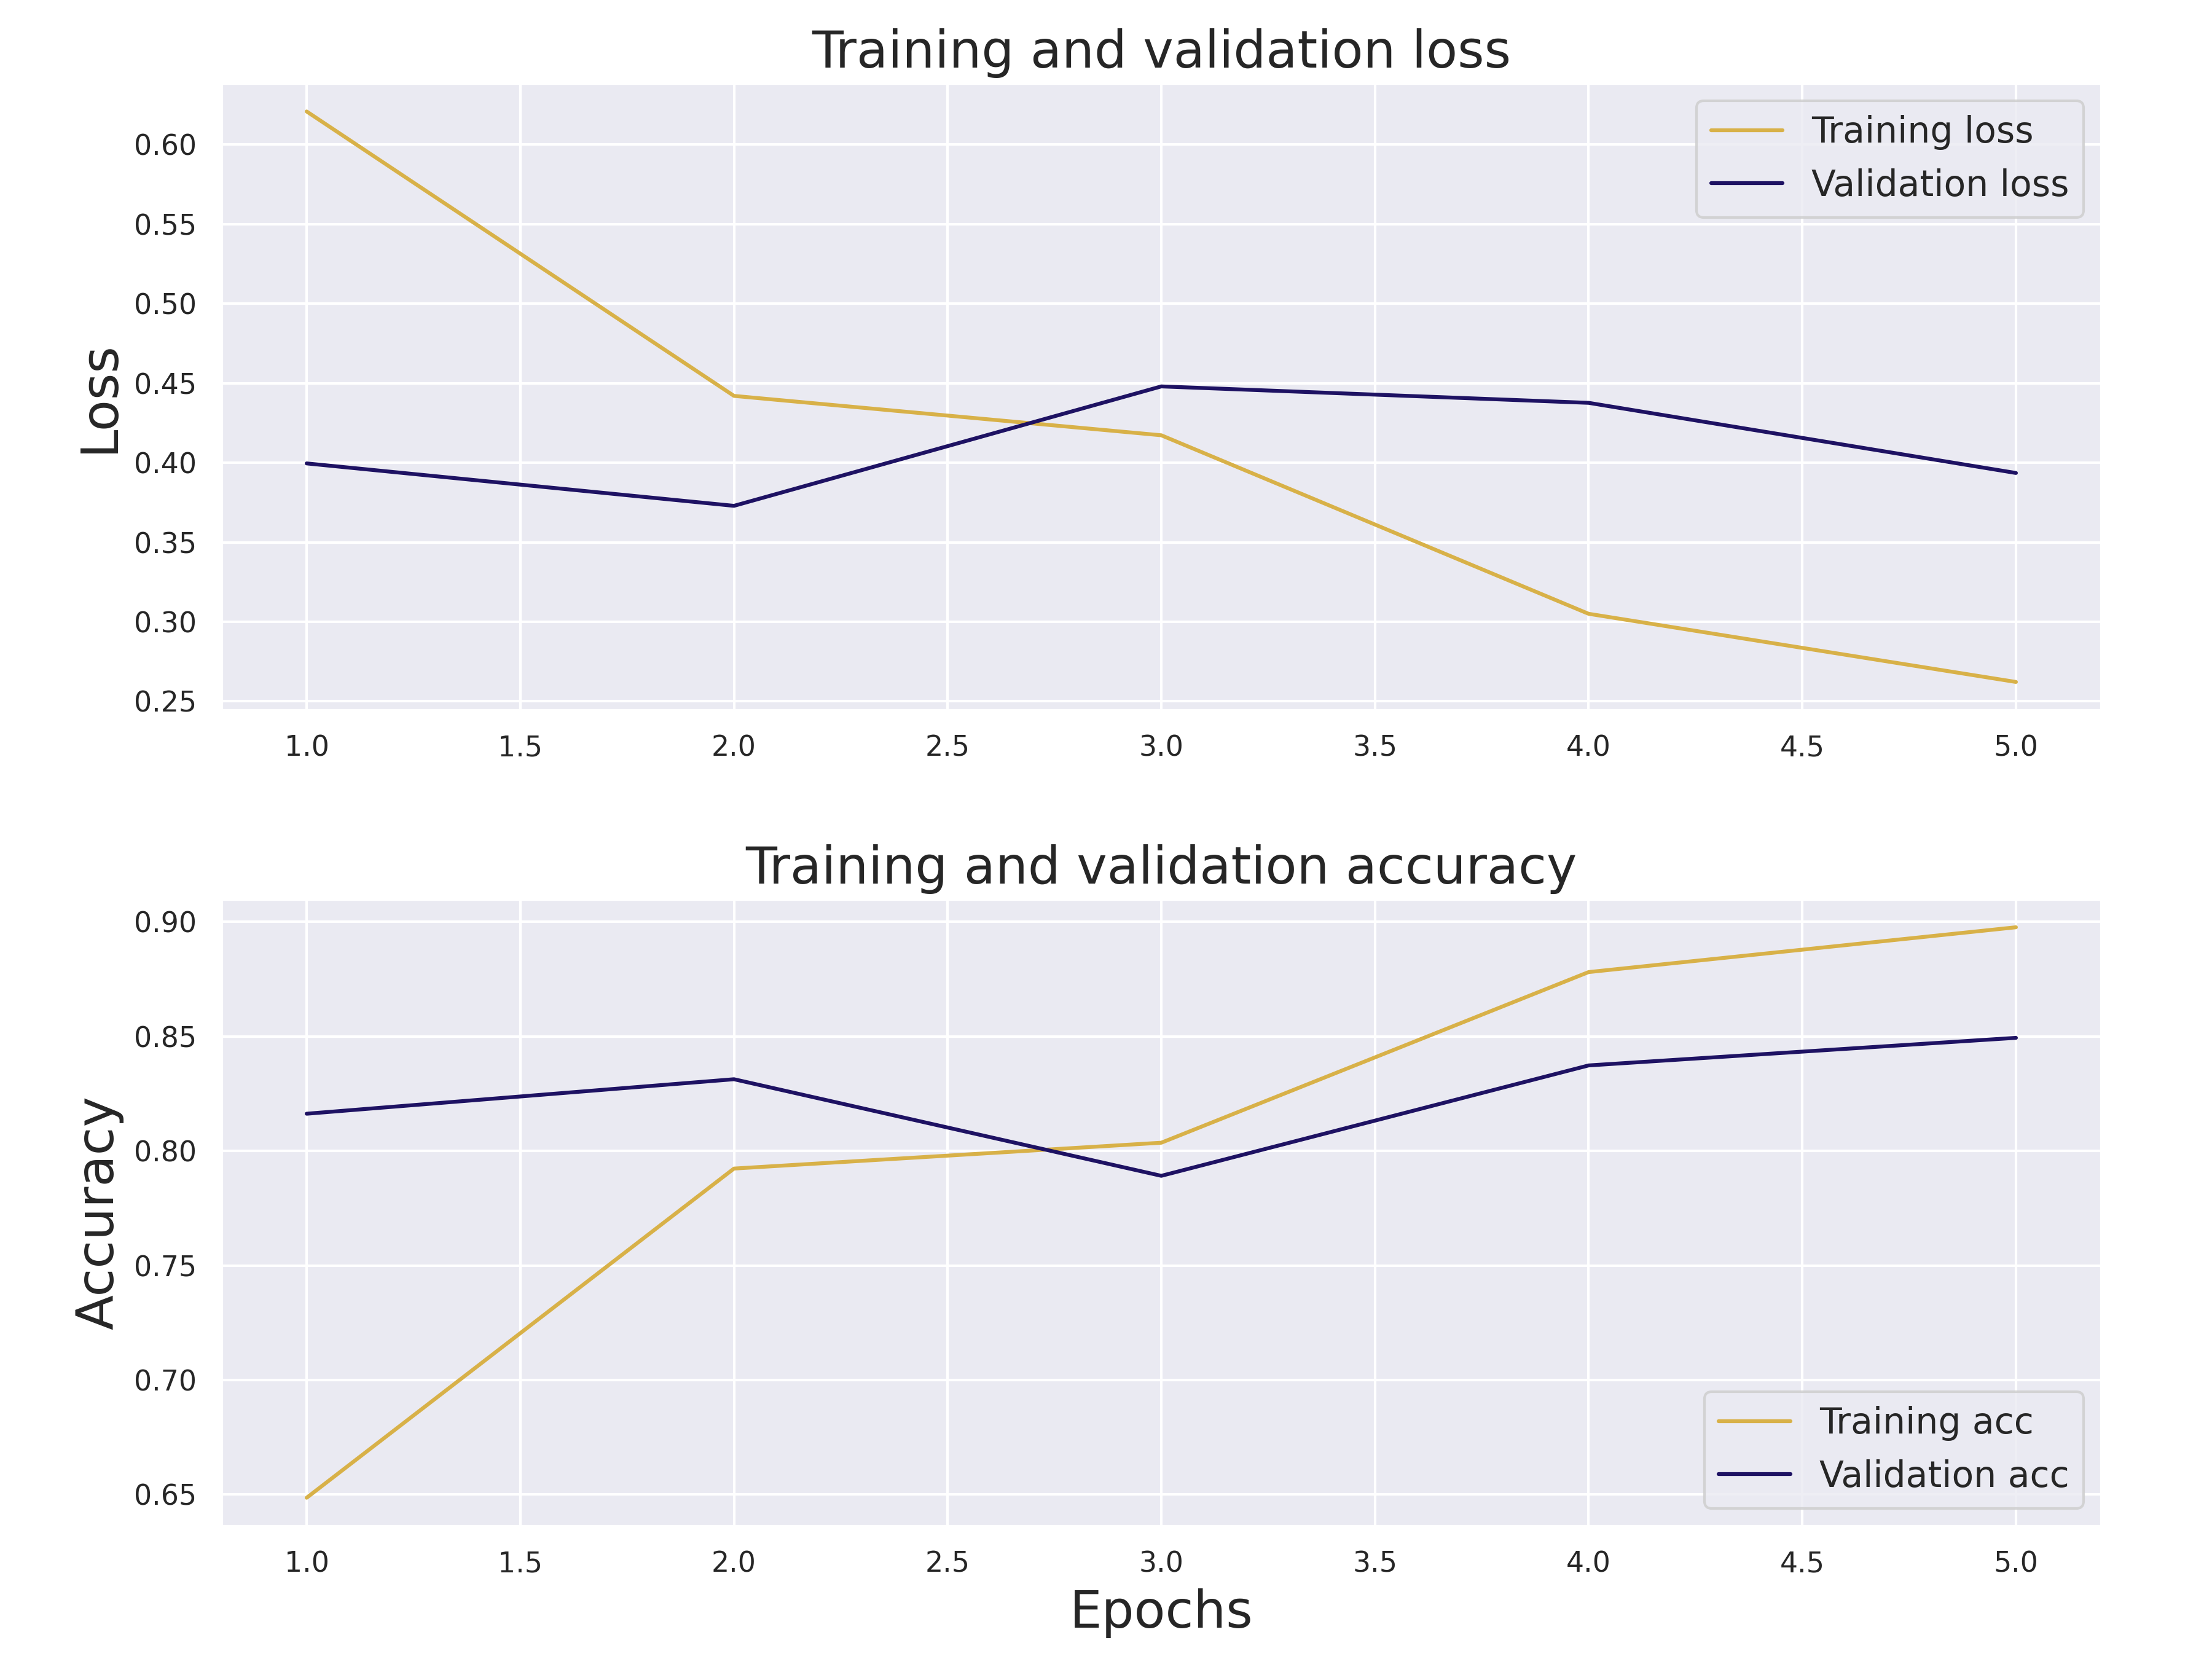 Training and validation loss
Loss
0.60
0.55
0.50
0.45
0.40
0.35
0.30
0.25
Training loss
Validation loss
1.0 1.5 2.0 2.5 3.0 3.5 4.0 4.5 5.0
Training and validation accuracy
Accuracy
0.90
0.85
0.80
0.75
0.70
0.65
Training acc
Validation acc
1.0 1.5 2.0 2.5 3.0 3.5 4.0 4.5 5.0
Epochs